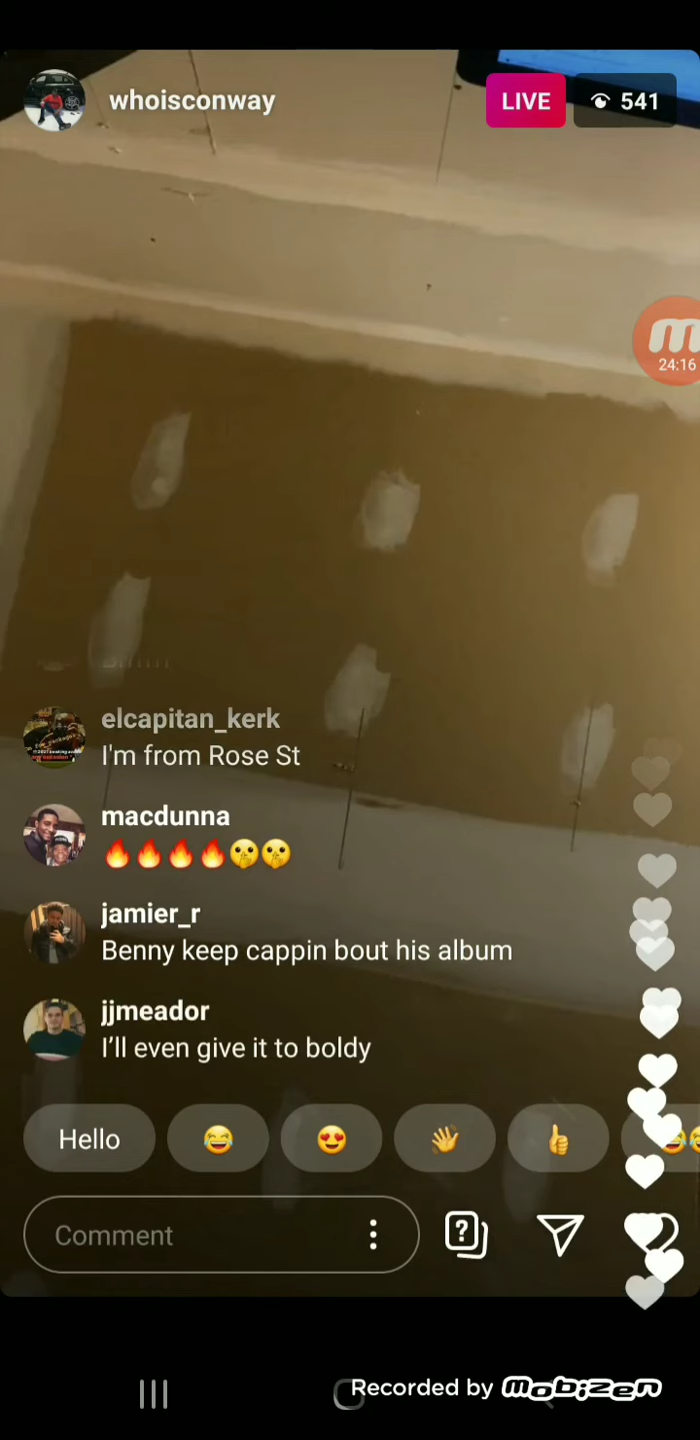 whoisconway
LIVE
541
24:16
elcapitan_kerk
I'm from Rose St
macdunna
🔥🔥🔥🔥🤫🤫
jamier_r
Benny keep cappin bout his album
jjmeador
I’ll even give it to boldy
Hello 😂 😍 👋 👍
Comment
Recorded by mobizen